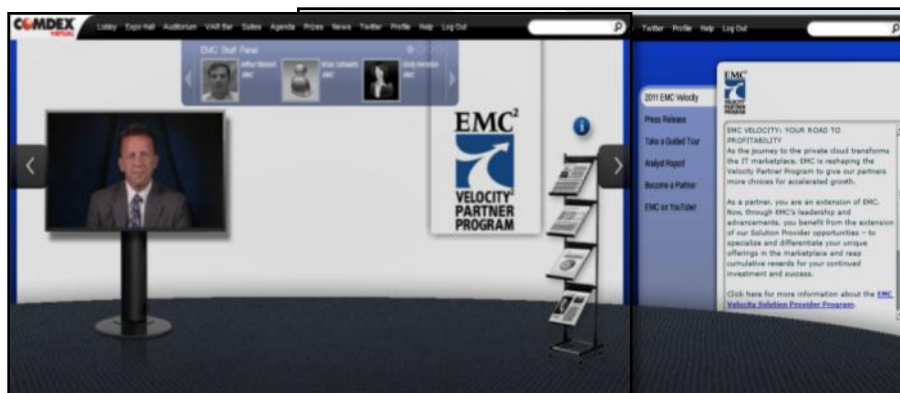 COMDEX
VIRTUAL
Lobby Expo Hall Auditorium VAR Bar Suites Agenda Prizes News Twitter Profile Help Log Out
EMC Staff Panel
EMC
EMC
EMC
EMC²
VELOCITY²
PARTNER
PROGRAM
Twitter Profile Help Log Out
2011 EMC Velocity
Press Release
Take a Guided Tour
Analyst Report
Become a Partner
EMC on YouTube!
EMC²
VELOCITY
PARTNER
PROGRAM
EMC VELOCITY: YOUR ROAD TO
PROFITABILITY
As the journey to the private cloud transforms
the IT marketplace, EMC is reshaping the
Velocity Partner Program to give our partners
more choices for accelerated growth.
As a partner, you are an extension of EMC.
Now, through EMC's leadership and
advancements, you benefit from the extension
of our Solution Provider opportunities – to
specialize and differentiate your unique
offerings in the marketplace and reap
cumulative rewards for your continued
investment and success.
Click here for more information about the EMC
Velocity Solution Provider Program.